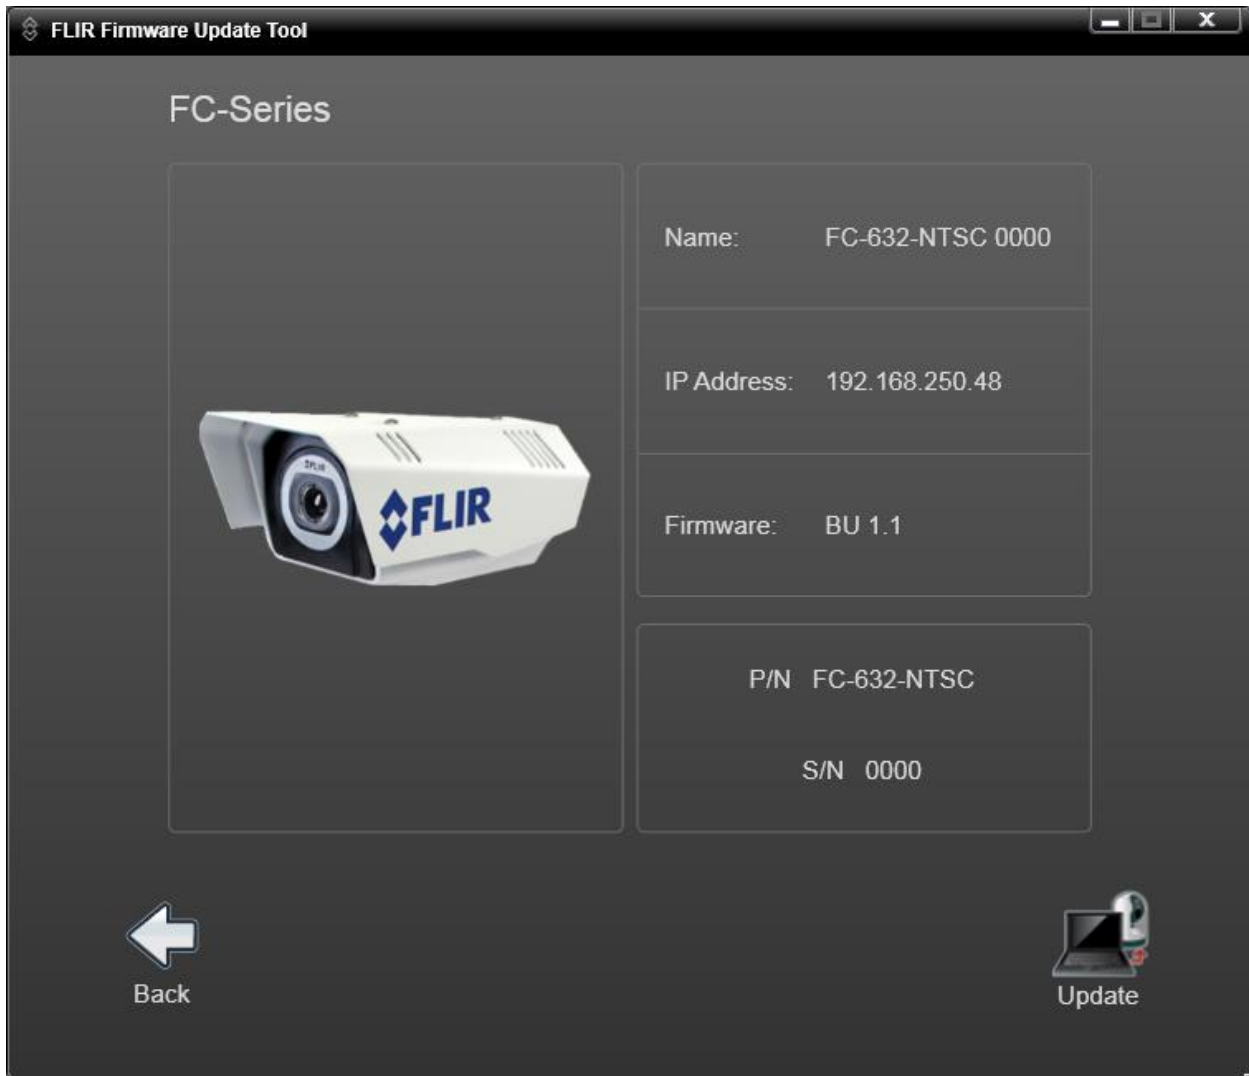 FLIR Firmware Update Tool
FC-Series
Name: FC-632-NTSC 0000
IP Address: 192.168.250.48
FLIR
FLIR
Firmware: BU 1.1
P/N FC-632-NTSC
S/N 0000
Back
Update